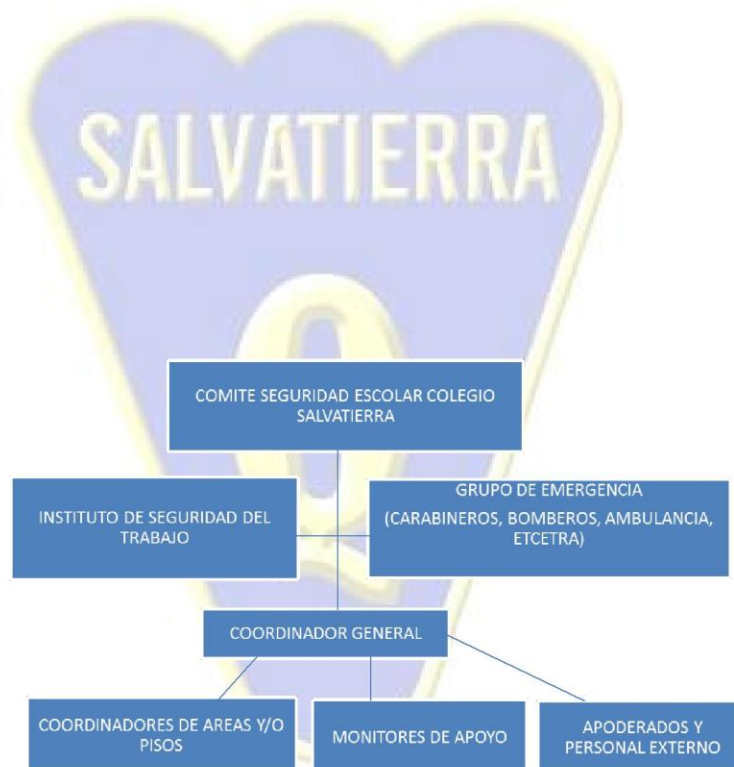 SALVATIERRA
COMITE SEGURIDAD ESCOLAR COLEGIO
SALVATIERRA
INSTITUTO DE SEGURIDAD DEL
TRABAJO
GRUPO DE EMERGENCIA
(CARABINEROS, BOMBEROS, AMBULANCIA,
ETCETRA)
COORDINADOR GENERAL
COORDINADORES DE AREAS Y/O
PISOS
MONITORES DE APOYO
APODERADOS Y
PERSONAL EXTERNO